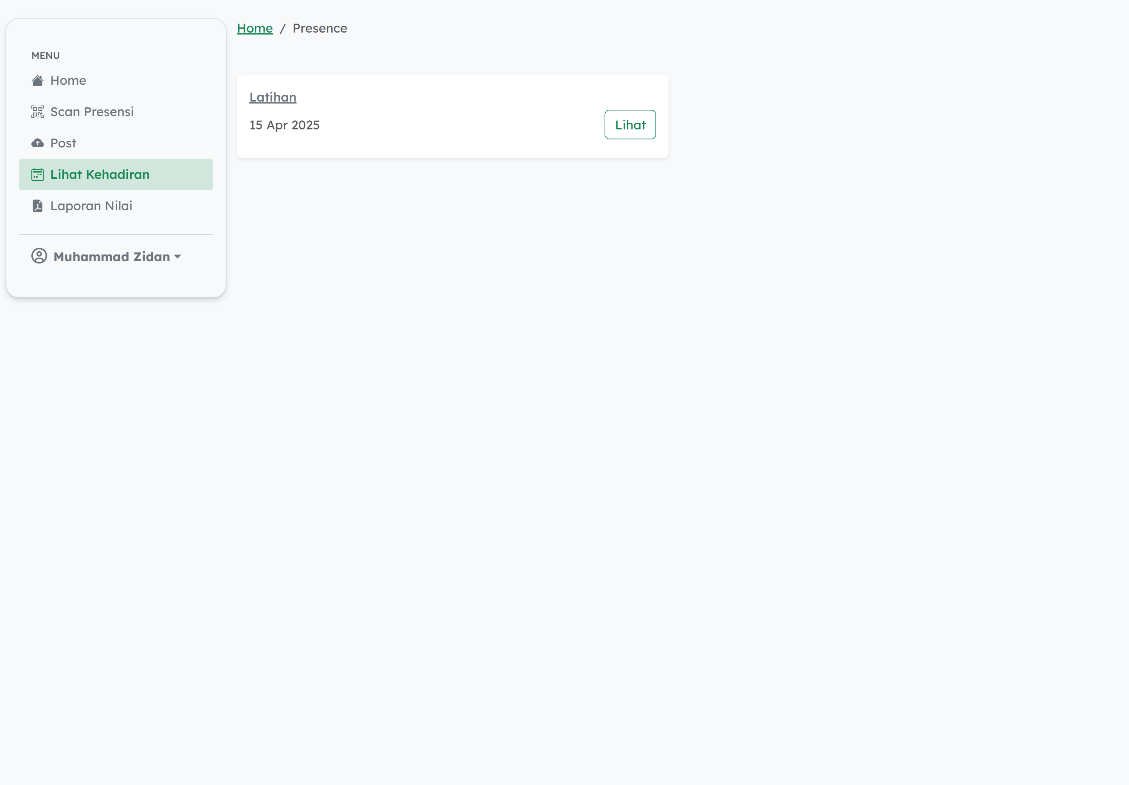 MENU
Home
Scan Presensi
Post
Lihat Kehadiran
Laporan Nilai
Muhammad Zidan
Home / Presence
Latihan
15 Apr 2025
Lihat